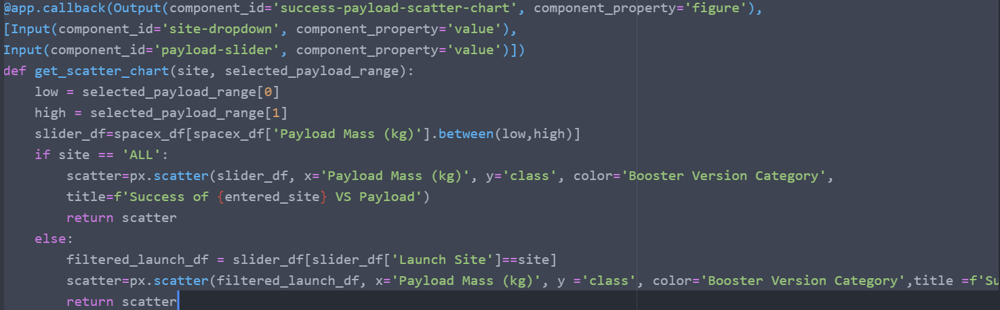 @app.callback(Output(component_id='success-payload-scatter-chart', component_property='figure'),
[Input(component_id='site-dropdown', component_property='value'),
Input(component_id='payload-slider', component_property='value')])
def get_scatter_chart(site, selected_payload_range):
    low = selected_payload_range[0]
    high = selected_payload_range[1]
    slider_df=spacex_df[spacex_df['Payload Mass (kg)'].between(low,high)]
    if site == 'ALL':
        scatter=px.scatter(slider_df, x='Payload Mass (kg)', y='class', color='Booster Version Category',
        title=f'Success of {entered_site} VS Payload')
        return scatter
    else:
        filtered_launch_df = slider_df[slider_df['Launch Site']==site]
        scatter=px.scatter(filtered_launch_df, x='Payload Mass (kg)', y ='class', color='Booster Version Category',title =f'Su
        return scatter